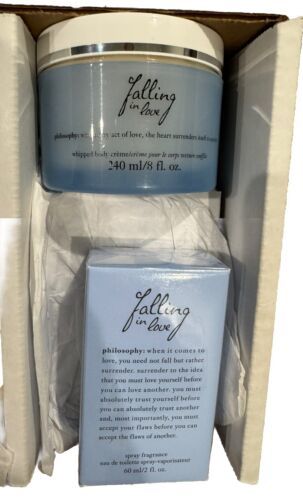 falling
in love
philosophy: with every act of love, the heart surrenders itself to
whipped body crème/crème pour le corps texture soufflé
240 ml/8 fl. oz.
falling
in love
philosophy: when it comes to
love, you need not fall but rather
surrender. surrender to the idea
that you must love yourself before
you can love another. you must
absolutely trust yourself before
you can absolutely trust another
and, most importantly, you must
accept your flaws before you can
accept the flaws of another.
spray fragrance
eau de toilette spray-vaporisateur
60 ml/2 fl. oz.